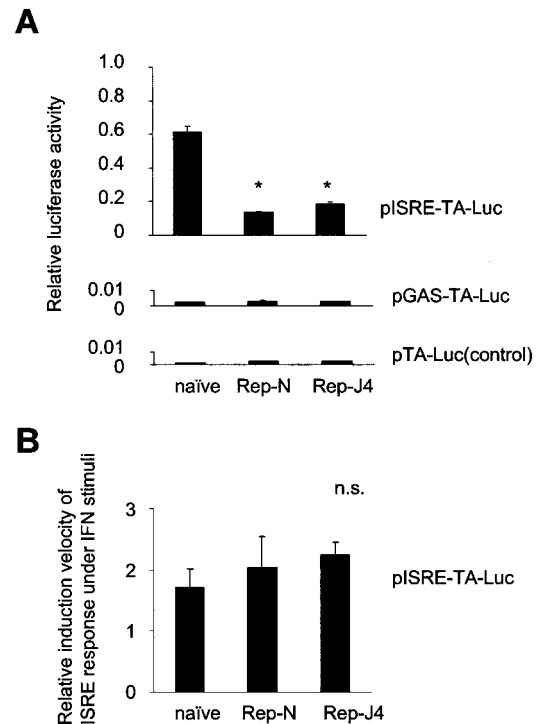 A
Relative luciferase activity
1.0
0.8
0.6
0.4
0.2
0
* *
pISRE-TA-Luc
0.01
0
pGAS-TA-Luc
0.01
0
pTA-Luc(control)
naïve Rep-N Rep-J4
B
Relative induction velocity of
ISRE response under IFN stimuli
n.s.
3
2
1
0
pISRE-TA-Luc
naïve Rep-N Rep-J4